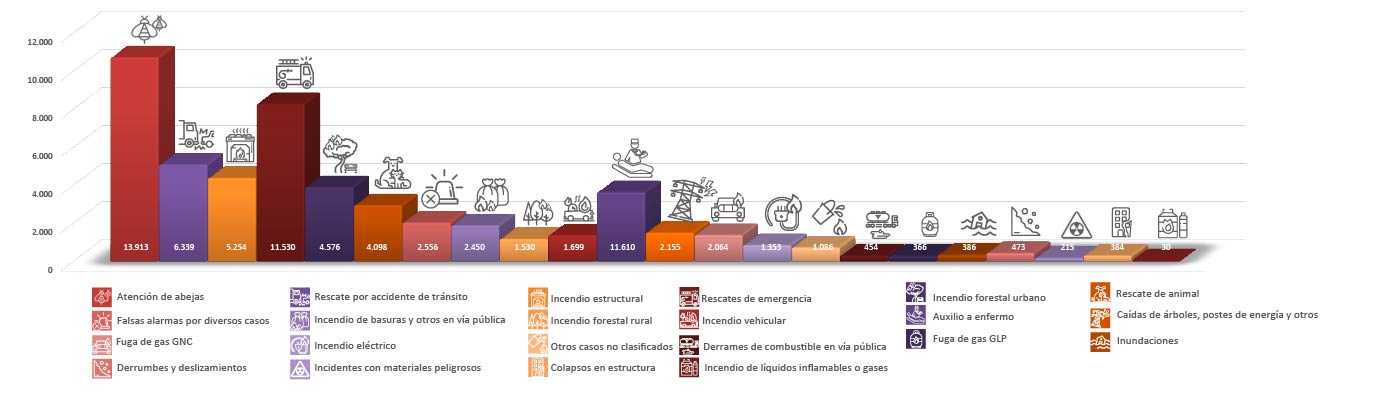 12.000
10.000
8.000
6.000
4.000
2.000
0
13.913 6.339 5.254 11.530 4.576 4.098 2.556 2.450 1.530 1.699 11.610 2.155 2.064 1.353 1.086 454 366 386 473 215 384 30
Atención de abejas Rescate por accidente de tránsito Incendio estructural Rescates de emergencia Incendio forestal urbano Rescate de animal
Falsas alarmas por diversos casos Incendio de basuras y otros en vía pública Incendio forestal rural Incendio vehicular Auxilio a enfermo Caídas de árboles, postes de energía y otros
Fuga de gas GNC Incendio eléctrico Otros casos no clasificados Derrames de combustible en vía pública Fuga de gas GLP Inundaciones
Derrumbes y deslizamientos Incidentes con materiales peligrosos Colapsos en estructura Incendio de líquidos inflamables o gases